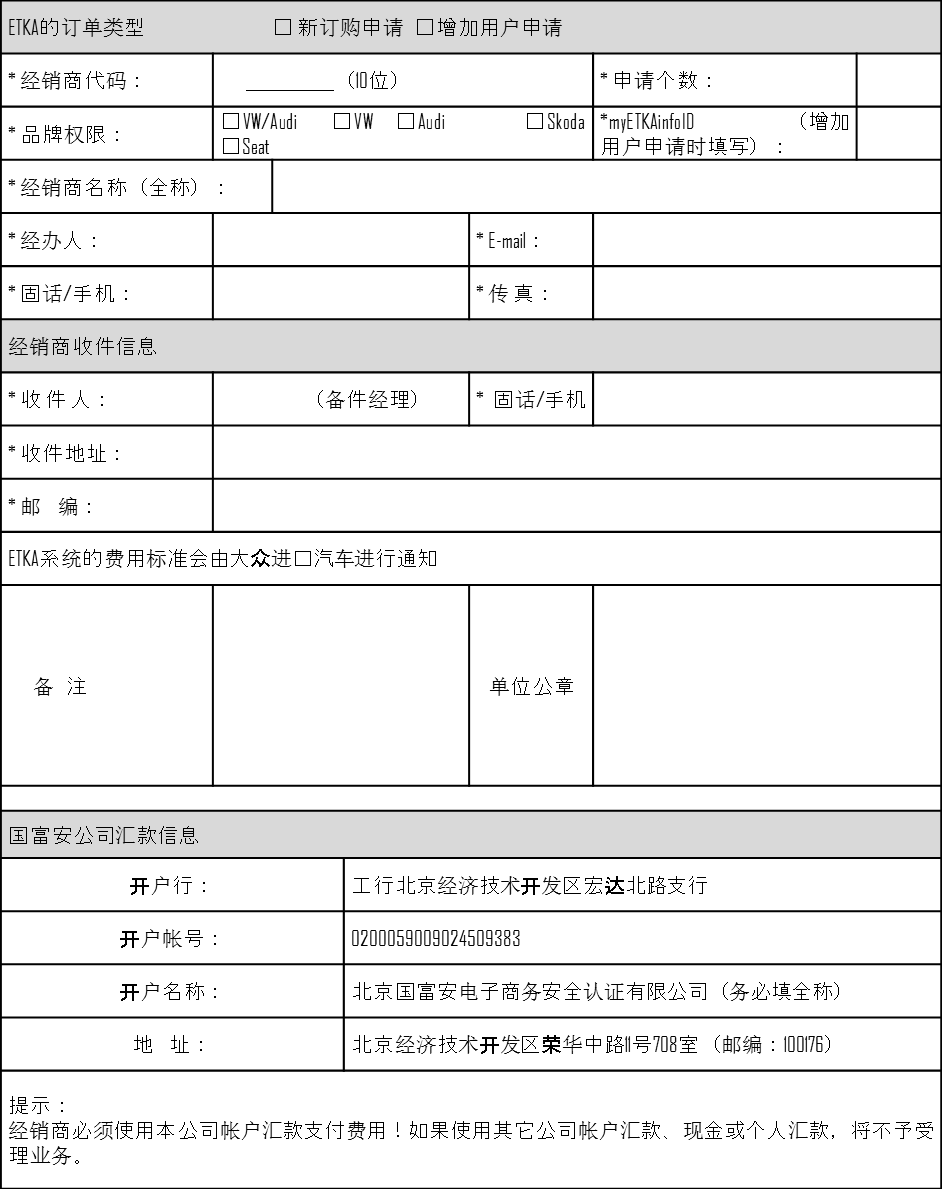 ETKA的订单类型 □ 新订购申请 □增加用户申请
* 经销商代码： ________ （10位） * 申请个数：
* 品牌权限： □VW/Audi □VW □Audi □Skoda □Seat *myETKAinfoID （增加用户申请时填写）：
* 经销商名称（全称）：
* 经办人： * E-mail：
* 固话/手机： * 传 真：
经销商收件信息
* 收 件 人： （备件经理） * 固话/手机
* 收件地址：
* 邮 编：
ETKA系统的费用标准会由大众进口汽车进行通知
备 注 单位公章
国富安公司汇款信息
开户行： 工行北京经济技术开发区宏达北路支行
开户帐号： 0200059009024509383
开户名称： 北京国富安电子商务安全认证有限公司（务必填全称）
地 址： 北京经济技术开发区荣华中路11号708室（邮编：100176）
提示：
经销商必须使用本公司帐户汇款支付费用！如果使用其它公司帐户汇款、现金或个人汇款，将不予受
理业务。